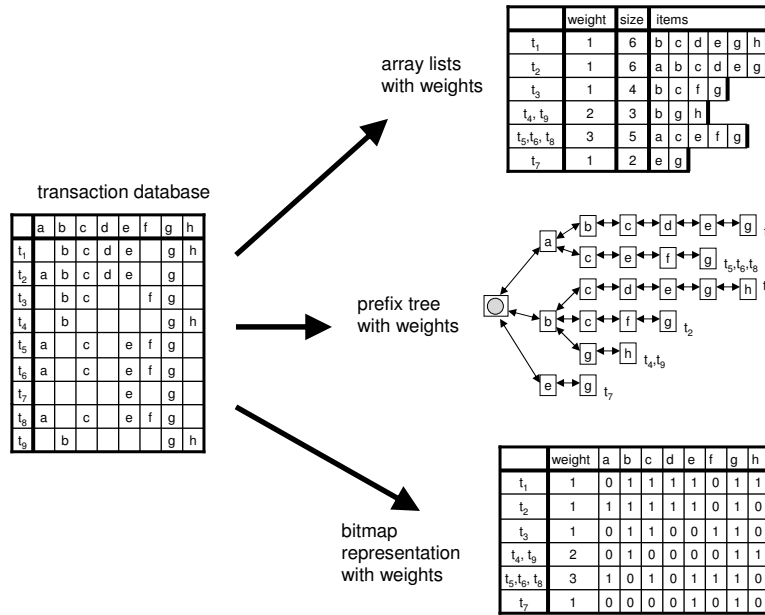 transaction database
a b c d e f g h
t1 b c d e g h
t2 a b c d e g
t3 b c f g
t4 b g h
t5 a c e f g
t6 a c e f g
t7 e g
t8 a c e f g
t9 b g h
array lists
with weights
weight size items
t1 1 6 b c d e g h
t2 1 6 a b c d e g
t3 1 4 b c f g
t4, t9 2 3 b g h
t5,t6, t8 3 5 a c e f g
t7 1 2 e g
prefix tree
with weights
a b c d e g
c e f g t5,t6,t8
b c d e g h
c f g t2
g h t4,t9
e g t7
bitmap
representation
with weights
weight a b c d e f g h
t1 1 0 1 1 1 1 0 1 1
t2 1 1 1 1 1 1 0 1 0
t3 1 0 1 1 0 0 1 1 0
t4, t9 2 0 1 0 0 0 0 1 1
t5,t6, t8 3 1 0 1 0 1 1 1 0
t7 1 0 0 0 0 1 0 1 0